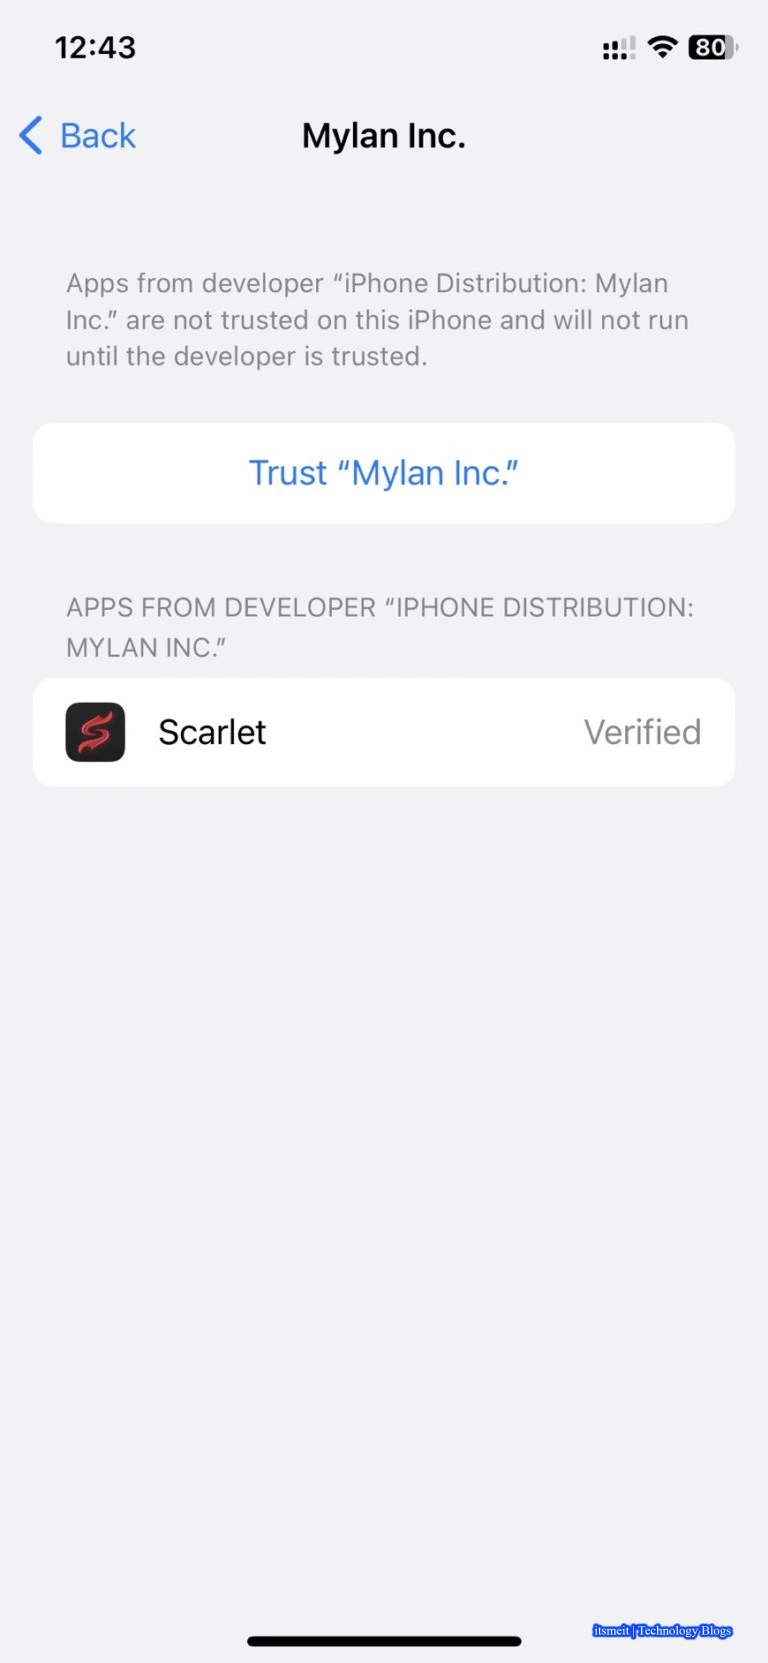 12:43
80
Back
Mylan Inc.
Apps from developer “iPhone Distribution: Mylan
Inc.” are not trusted on this iPhone and will not run
until the developer is trusted.
Trust “Mylan Inc.”
APPS FROM DEVELOPER “IPHONE DISTRIBUTION:
MYLAN INC.”
Scarlet
Verified
itsmeit | Technology Blogs